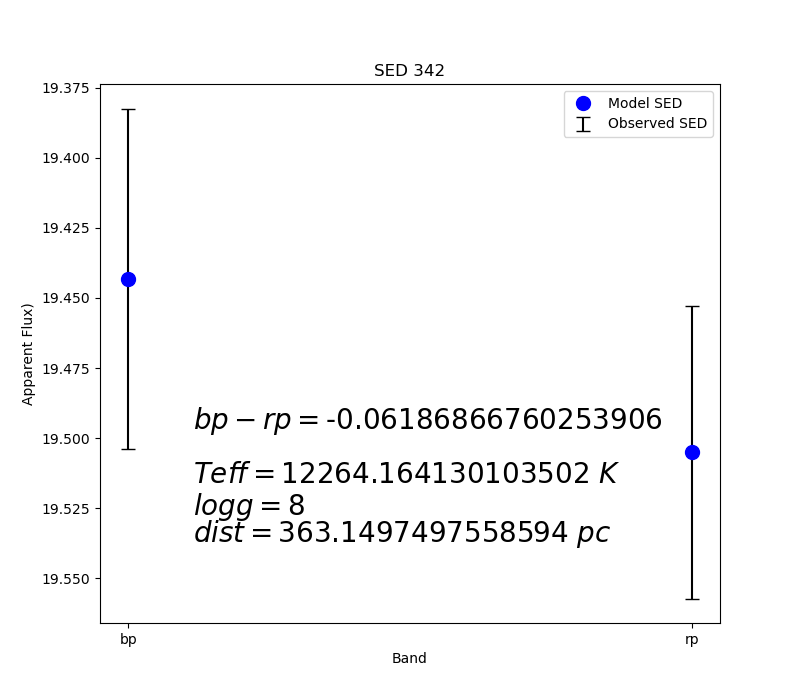 SED 342
Model SED
Observed SED
19.375
19.400
19.425
19.450
19.475
19.500
19.525
19.550
Apparent Flux)
bp − rp = -0.06186866760253906
Teff = 12264.164130103502 K
logg = 8
dist = 363.1497497558594 pc
bp
rp
Band